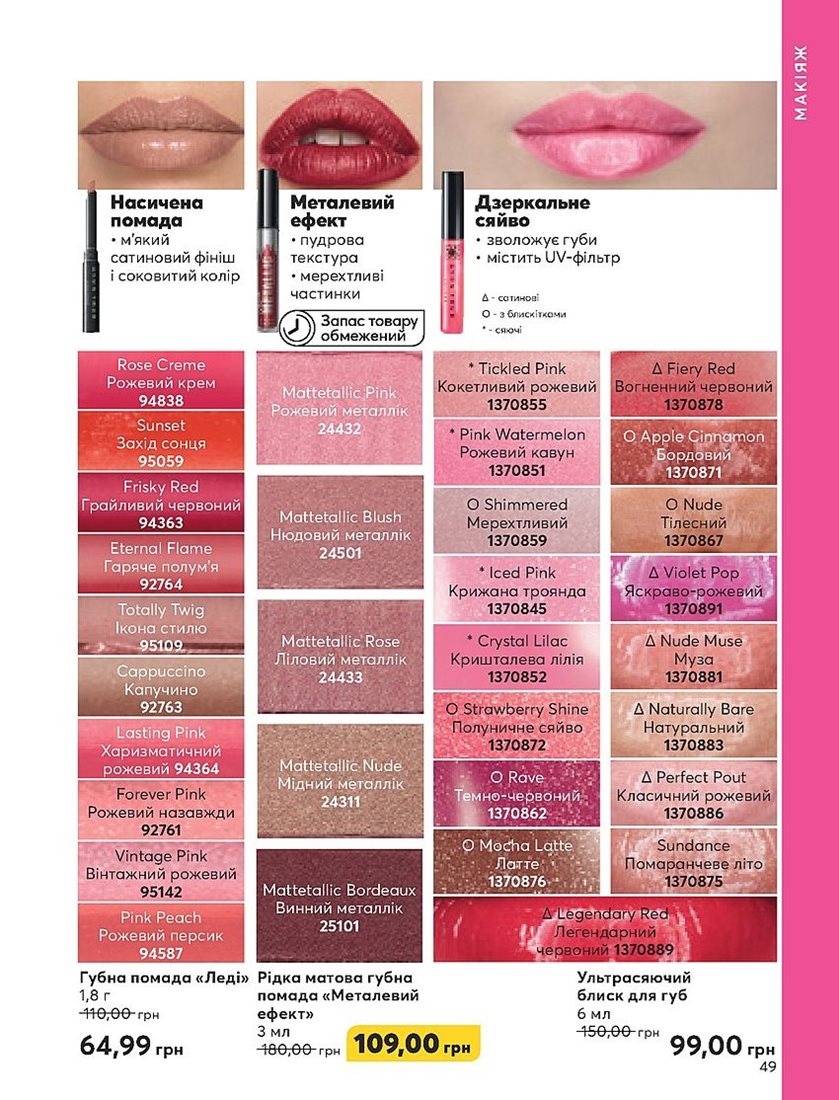 МАКІЯЖ
Насичена
помада
• м'який
сатиновий фініш
і соковитий колір
Металевий
ефект
• пудрова
текстура
• мерехтливі
частинки
Запас товару
обмежений
Дзеркальне
сяйво
• зволожує губи
• містить UV-фільтр
Δ - сатинові
О - з блискітками
* - сяючі
Rose Creme
Рожевий крем
94838
Sunset
Захід сонця
95059
Frisky Red
Грайливий червоний
94363
Eternal Flame
Гаряче полум'я
92764
Totally Twig
Ікона стилю
95109
Cappuccino
Капучино
92763
Lasting Pink
Харизматичний
рожевий 94364
Forever Pink
Рожевий назавжди
92761
Vintage Pink
Вінтажний рожевий
95142
Pink Peach
Рожевий персик
94587
Mattetallic Pink
Рожевий металлік
24432
Mattetallic Blush
Нюдовий металлік
24501
Mattetallic Rose
Ліловий металлік
24433
Mattetallic Nude
Мідний металлік
24311
Mattetallic Bordeaux
Винний металлік
25101
* Tickled Pink
Кокетливий рожевий
1370855
* Pink Watermelon
Рожевий кавун
1370851
О Shimmered
Мерехтливий
1370859
* Iced Pink
Крижана троянда
1370845
* Crystal Lilac
Кришталева лілія
1370852
О Strawberry Shine
Полуничне сяйво
1370872
О Rave
Темно-червоний
1370862
О Mocha Latte
Латте
1370876
Δ Fiery Red
Вогненний червоний
1370878
О Apple Cinnamon
Бордовий
1370871
О Nude
Тілесний
1370867
Δ Violet Pop
Яскраво-рожевий
1370891
Δ Nude Muse
Муза
1370881
Δ Naturally Bare
Натуральний
1370883
Δ Perfect Pout
Класичний рожевий
1370886
Sundance
Помаранчеве літо
1370875
Δ Legendary Red
Легендарний
червоний 1370889
Губна помада «Леді»
1,8 г
110,00 грн
64,99 грн
Рідка матова губна
помада «Металевий
ефект»
3 мл
180,00 грн
109,00 грн
Ультрасяючий
блиск для губ
6 мл
150,00 грн
99,00 грн
49